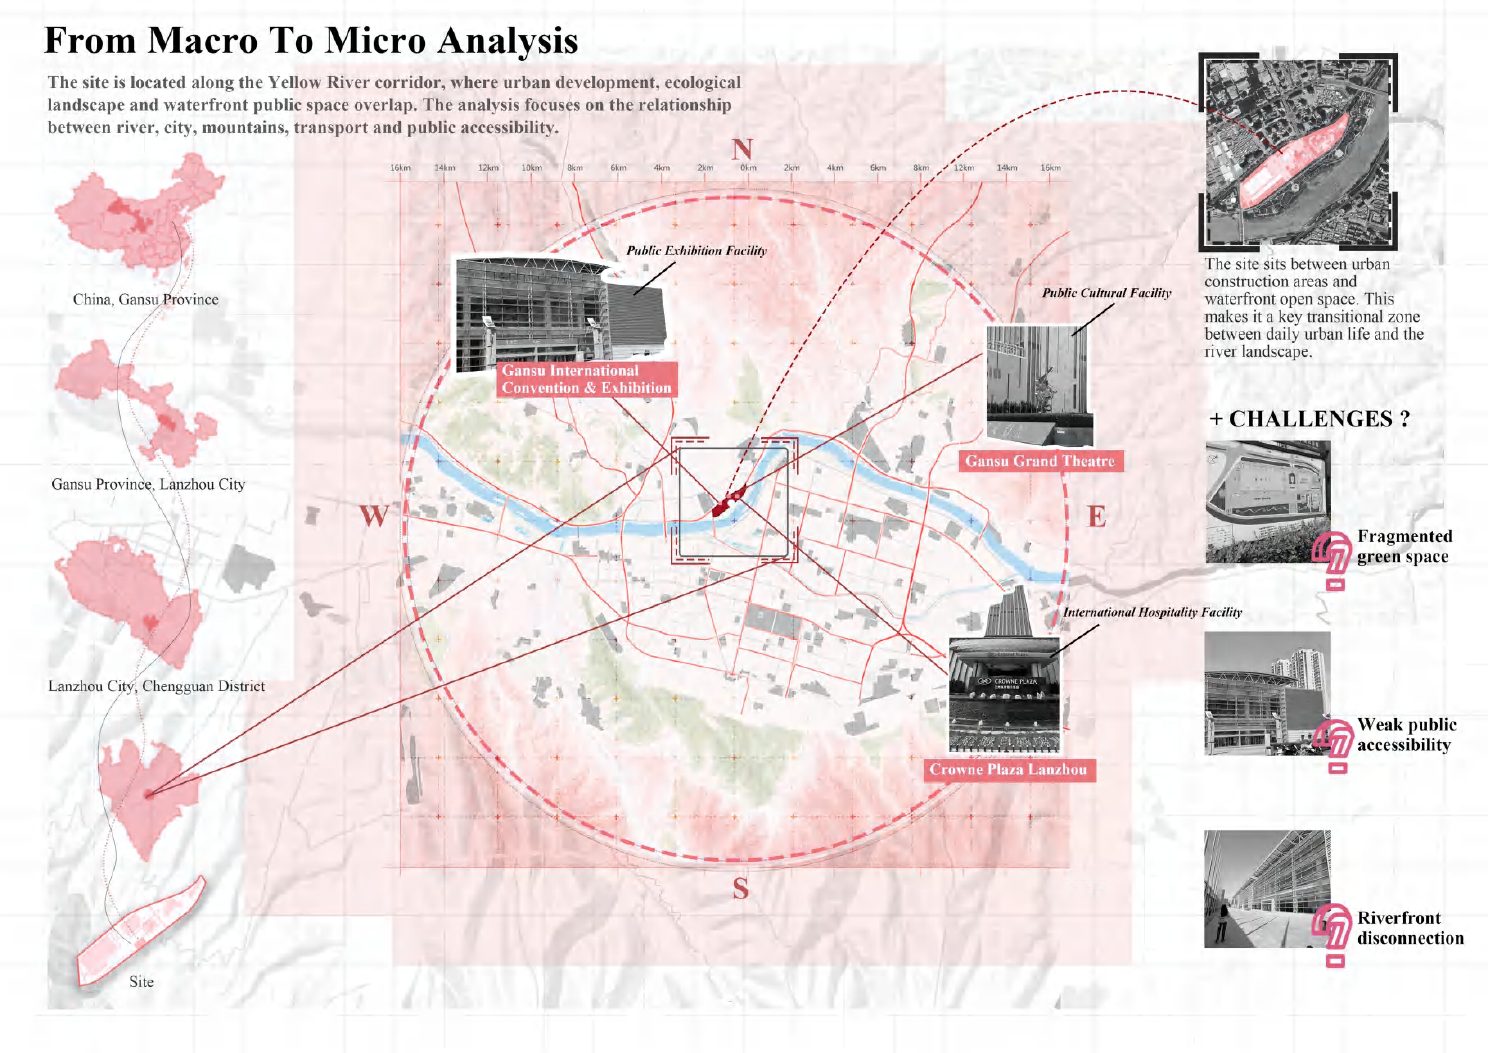 From Macro To Micro Analysis
The site is located along the Yellow River corridor, where urban development, ecological
landscape and waterfront public space overlap. The analysis focuses on the relationship
between river, city, mountains, transport and public accessibility.
N
16km 14km 12km 10km 8km 6km 4km 2km 0km 2km 4km 6km 8km 12km 14km 16km
China, Gansu Province
Gansu Province, Lanzhou City
Lanzhou City, Chengguan District
Site
Public Exhibition Facility
Gansu International
Convention & Exhibition
Public Cultural Facility
Gansu Grand Theatre
W
E
International Hospitality Facility
CROWNE PLAZA
Crowne Plaza Lanzhou
S
The site sits between urban
construction areas and
waterfront open space. This
makes it a key transitional zone
between daily urban life and the
river landscape.
+ CHALLENGES ?
Fragmented
green space
Weak public
accessibility
Riverfront
disconnection